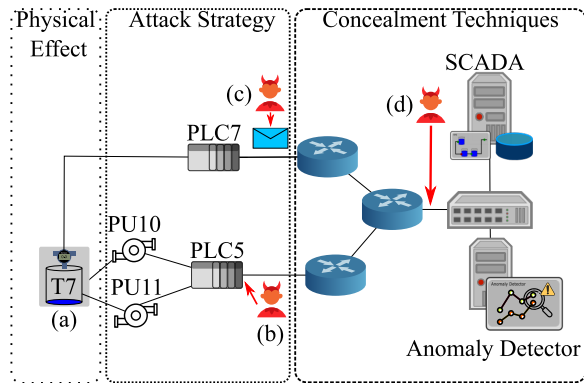 Physical
Effect
Attack Strategy
Concealment Techniques
SCADA
(c)
(d)
PLC7
PU10
PLC5
T7
PU11
(a)
(b)
Anomaly Detector
Anomaly Detector